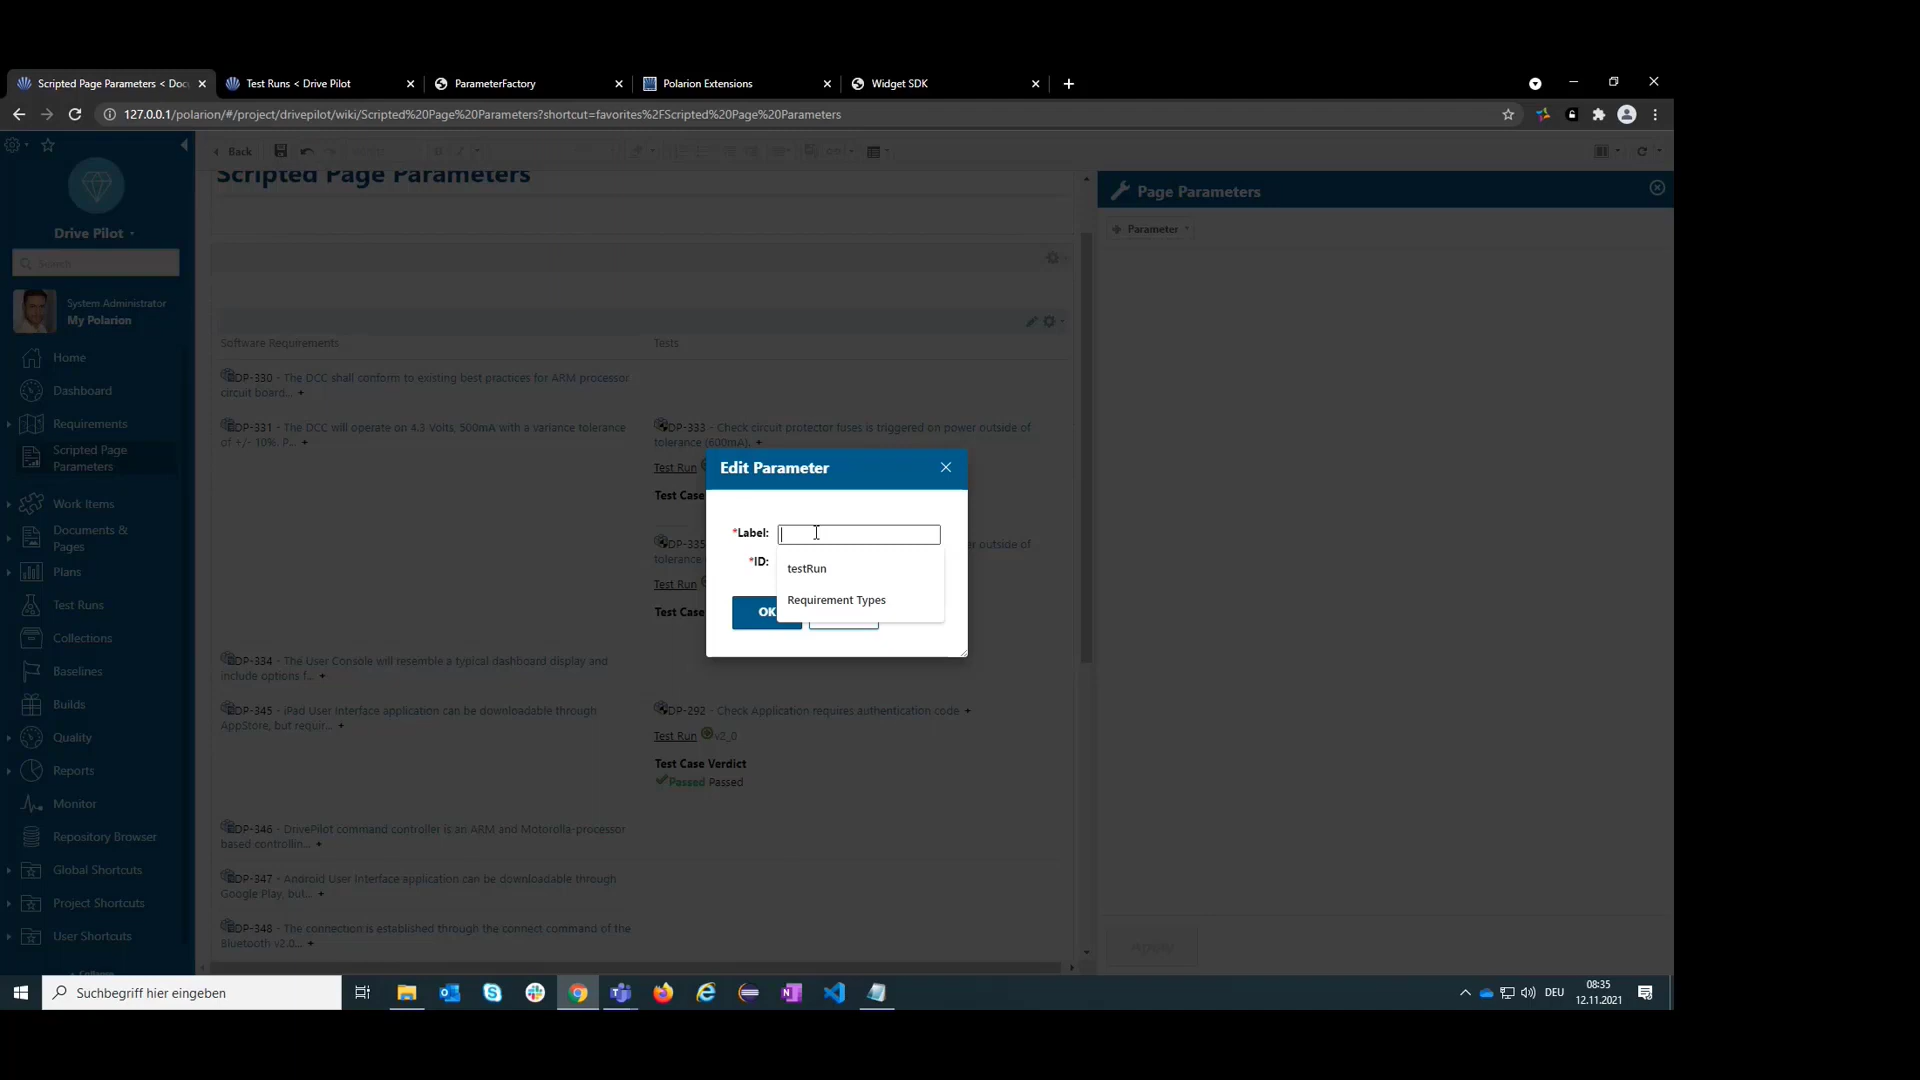 Scripted Page Parameters < Doc
Test Runs < Drive Pilot
ParameterFactory
Polarion Extensions
Widget SDK
127.0.0.1/polarion/#/project/drivepilot/wiki/Scripted%20Page%20Parameters?shortcut=favorites%2FScripted%20Page%20Parameters
Back
Scripted Page Parameters
Page Parameters
Parameter
Drive Pilot
Search
System Administrator
My Polarion
Home
Dashboard
Requirements
Scripted Page
Parameters
Work Items
Documents &
Pages
Plans
Test Runs
Collections
Baselines
Builds
Quality
Reports
Monitor
Repository Browser
Global Shortcuts
Project Shortcuts
User Shortcuts
Collapse
Software Requirements
Tests
DP-330 - The DCC shall conform to existing best practices for ARM processor
circuit board... +
DP-331 - The DCC will operate on 4.3 Volts, 500mA with a variance tolerance
of +/- 10%. P... +
DP-333 - Check circuit protector fuses is triggered on power outside of
tolerance (600mA). +
Test Run
Test Case
DP-335
er outside of
tolerance
Test Run
Test Case
DP-334 - The User Console will resemble a typical dashboard display and
include options f... +
DP-345 - iPad User Interface application can be downloadable through
AppStore, but requir... +
DP-292 - Check Application requires authentication code +
Test Run v2_0
Test Case Verdict
Passed Passed
DP-346 - DrivePilot command controller is an ARM and Motorolla-processor
based controllin... +
DP-347 - Android User Interface application can be downloadable through
Google Play, but... +
DP-348 - The connection is established through the connect command of the
Bluetooth v2.0... +
Edit Parameter
*Label:
*ID:
testRun
Requirement Types
OK
Apply
Suchbegriff hier eingeben
DEU
08:35
12.11.2021